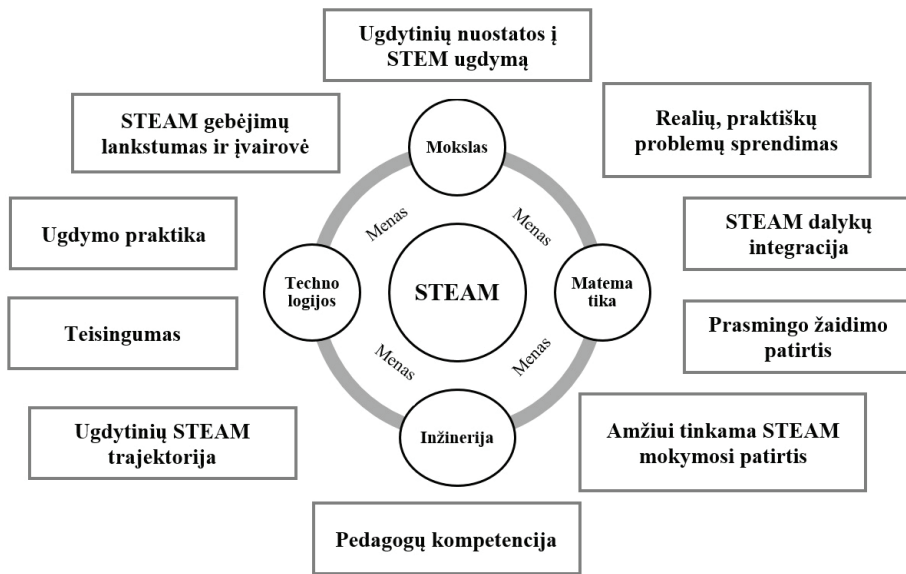 Ugdytinių nuostatos į
STEM ugdymą
STEAM gebėjimų
lankstumas ir įvairovė
Realių, praktiškų
problemų sprendimas
Mokslas
Menas
Menas
Ugdymo praktika
STEAM dalykų
integracija
Techno
logijos
STEAM
Matema
tika
Teisingumas
Prasmingo žaidimo
patirtis
Menas
Menas
Ugdytinių STEAM
trajektorija
Inžinerija
Amžiui tinkama STEAM
mokymosi patirtis
Pedagogų kompetencija